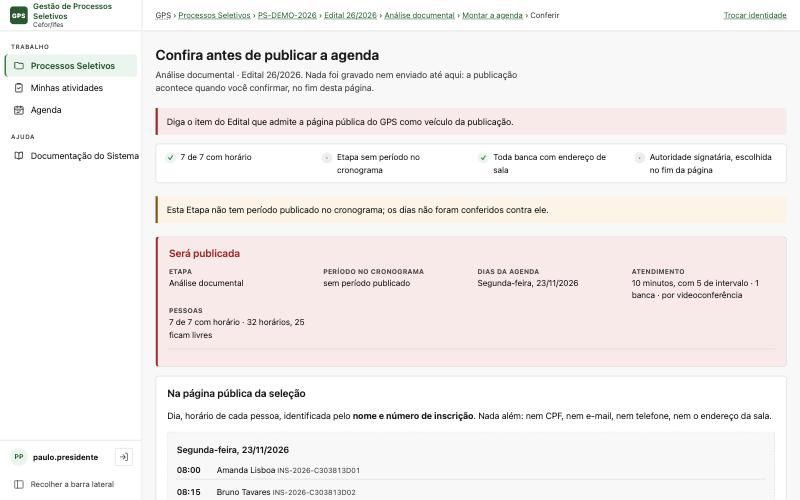 GPS
Gestão de Processos
Seletivos
Cefor/Ifes
GPS › Processos Seletivos › PS-DEMO-2026 › Edital 26/2026 › Análise documental › Montar a agenda › Conferir
Trocar identidade
TRABALHO
Processos Seletivos
Minhas atividades
Agenda
AJUDA
Documentação do Sistema
PP
paulo.presidente
Recolher a barra lateral
Confira antes de publicar a agenda
Análise documental · Edital 26/2026. Nada foi gravado nem enviado até aqui: a publicação
acontece quando você confirmar, no fim desta página.
Diga o item do Edital que admite a página pública do GPS como veículo da publicação.
7 de 7 com horário
Etapa sem período no
cronograma
Toda banca com endereço de
sala
Autoridade signatária, escolhida
no fim da página
Esta Etapa não tem período publicado no cronograma; os dias não foram conferidos contra ele.
Será publicada
ETAPA
Análise documental
PERÍODO NO CRONOGRAMA
sem período publicado
DIAS DA AGENDA
Segunda-feira, 23/11/2026
ATENDIMENTO
10 minutos, com 5 de intervalo · 1
banca · por videoconferência
PESSOAS
7 de 7 com horário · 32 horários, 25
ficam livres
Na página pública da seleção
Dia, horário de cada pessoa, identificada pelo nome e número de inscrição. Nada além: nem CPF, nem e-mail, nem telefone, nem o endereço da sala.
Segunda-feira, 23/11/2026
08:00 Amanda Lisboa INS-2026-C303813D01
08:15 Bruno Tavares INS-2026-C303813D02